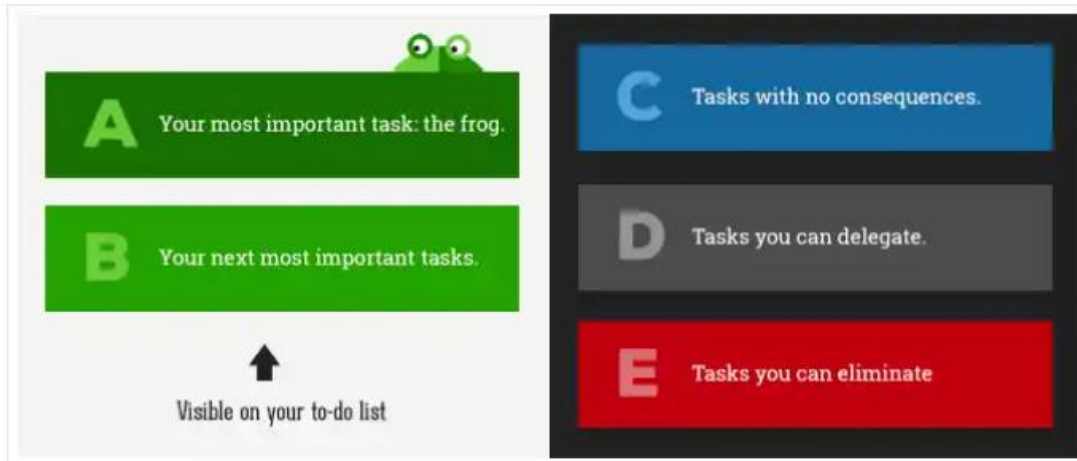 A
Your most important task: the frog.
B
Your next most important tasks.
Visible on your to-do list
C
Tasks with no consequences.
D
Tasks you can delegate.
E
Tasks you can eliminate